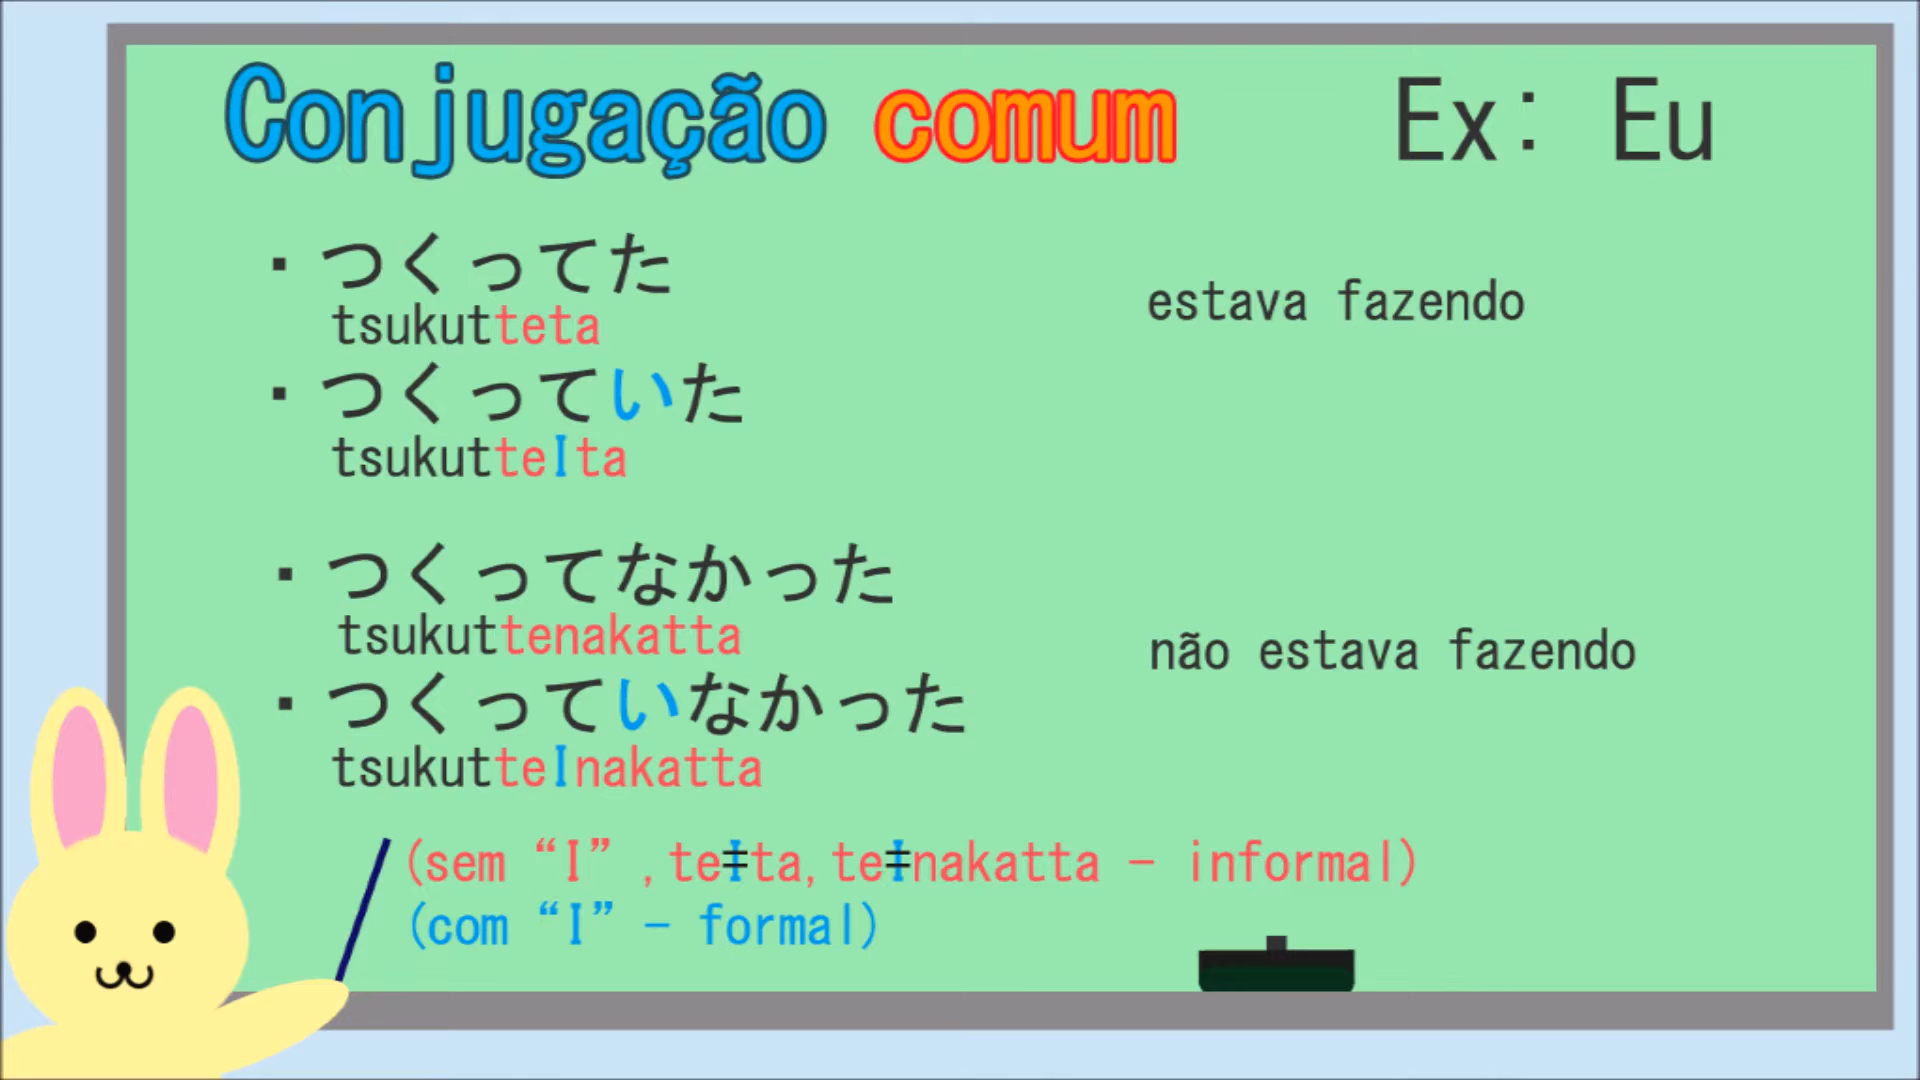 Conjugação comum Ex: Eu
・つくってた
tsukutteta
estava fazendo
・つくっていた
tsukutteIta
・つくってなかった
tsukuttenakatta
não estava fazendo
・つくっていなかった
tsukutteInakatta
(sem “I” ,teIta,teInakatta – informal)
(com “I” – formal)